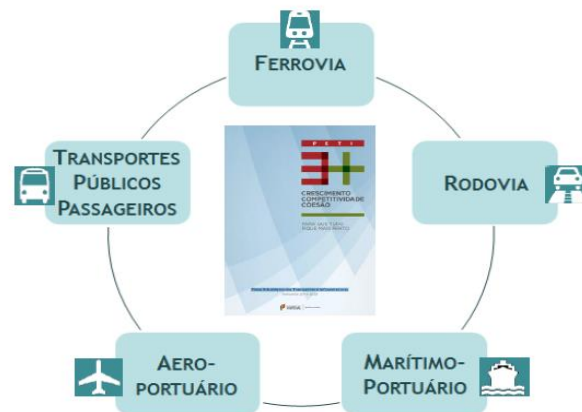 FERROVIA
TRANSPORTES
PÚBLICOS
PASSAGEIROS
RODOVIA
PETI
3+
CRESCIMENTO
COMPETITIVIDADE
COESÃO
AERO-
PORTUÁRIO
MARÍTIMO-
PORTUÁRIO